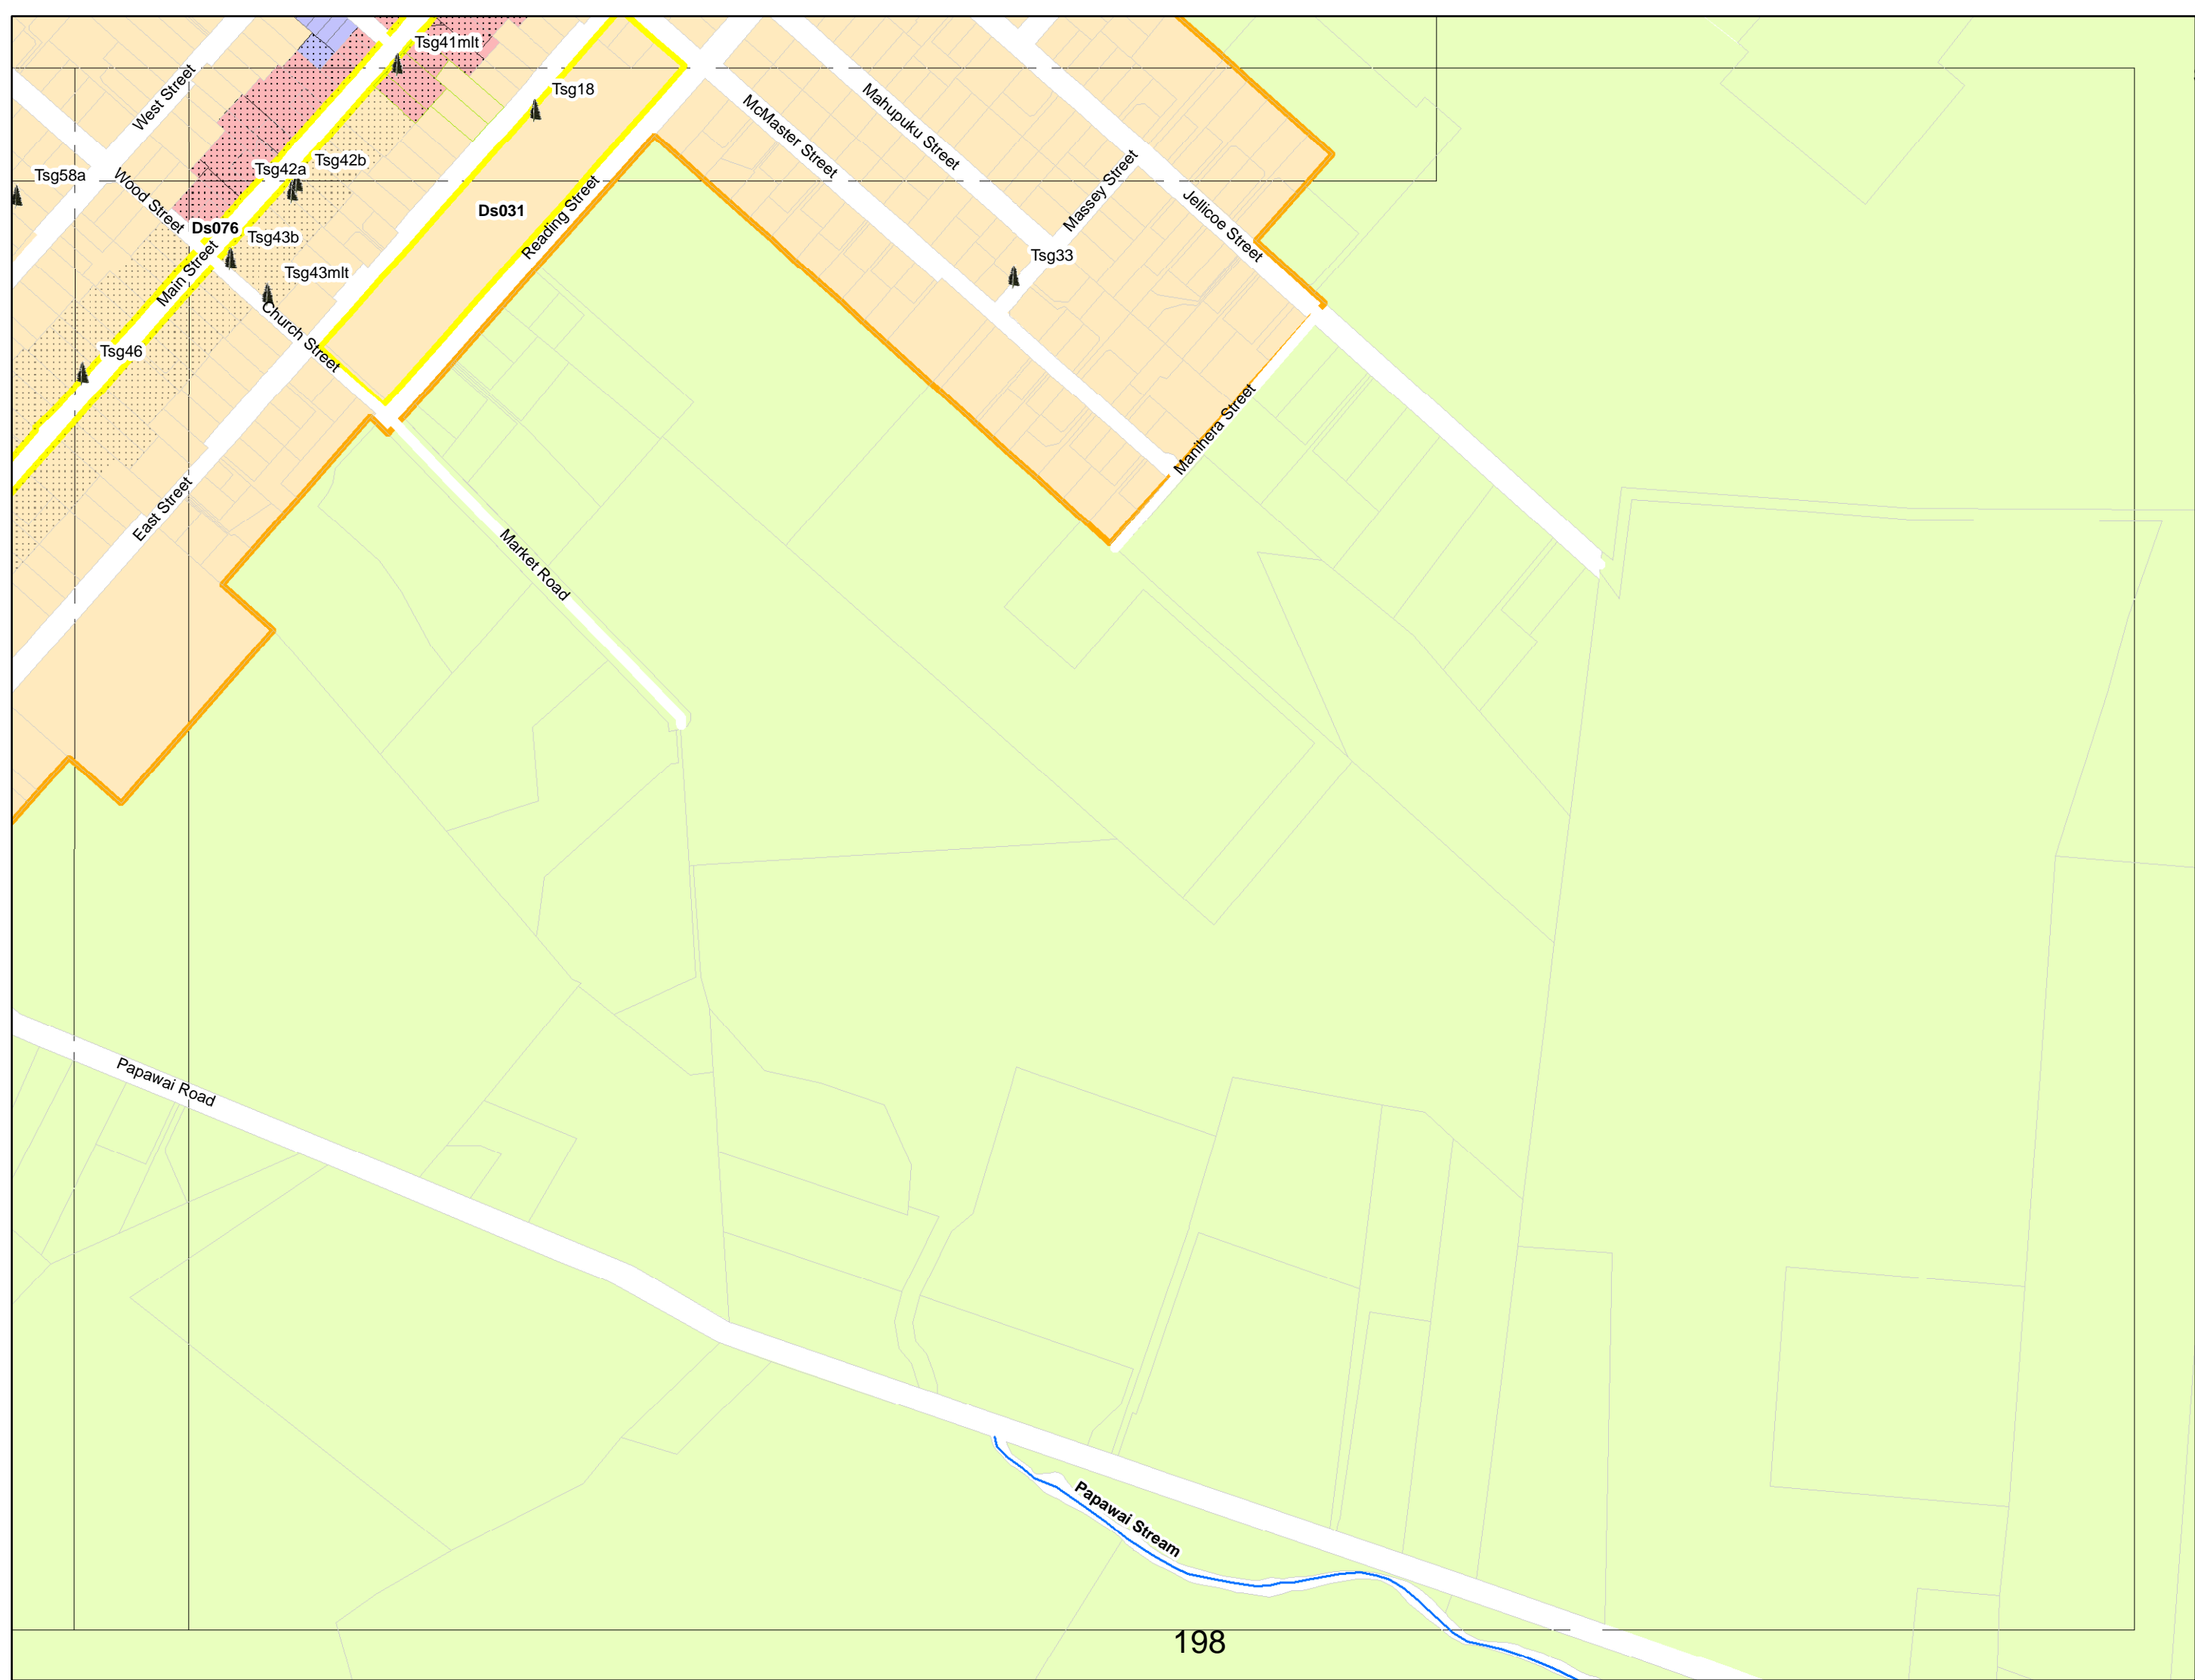 Tsg41mlt
Tsg18
West Street
McMaster Street
Mahupuku Street
Tsg58a
Wood Street
Tsg42a
Tsg42b
Ds031
Massey Street
Jellicoe Street
Ds076
Tsg43b
Reading Street
Tsg33
Main Street
Tsg43mlt
Church Street
Tsg46
Manihera Street
East Street
Market Road
Papawai Road
Papawai Stream
198